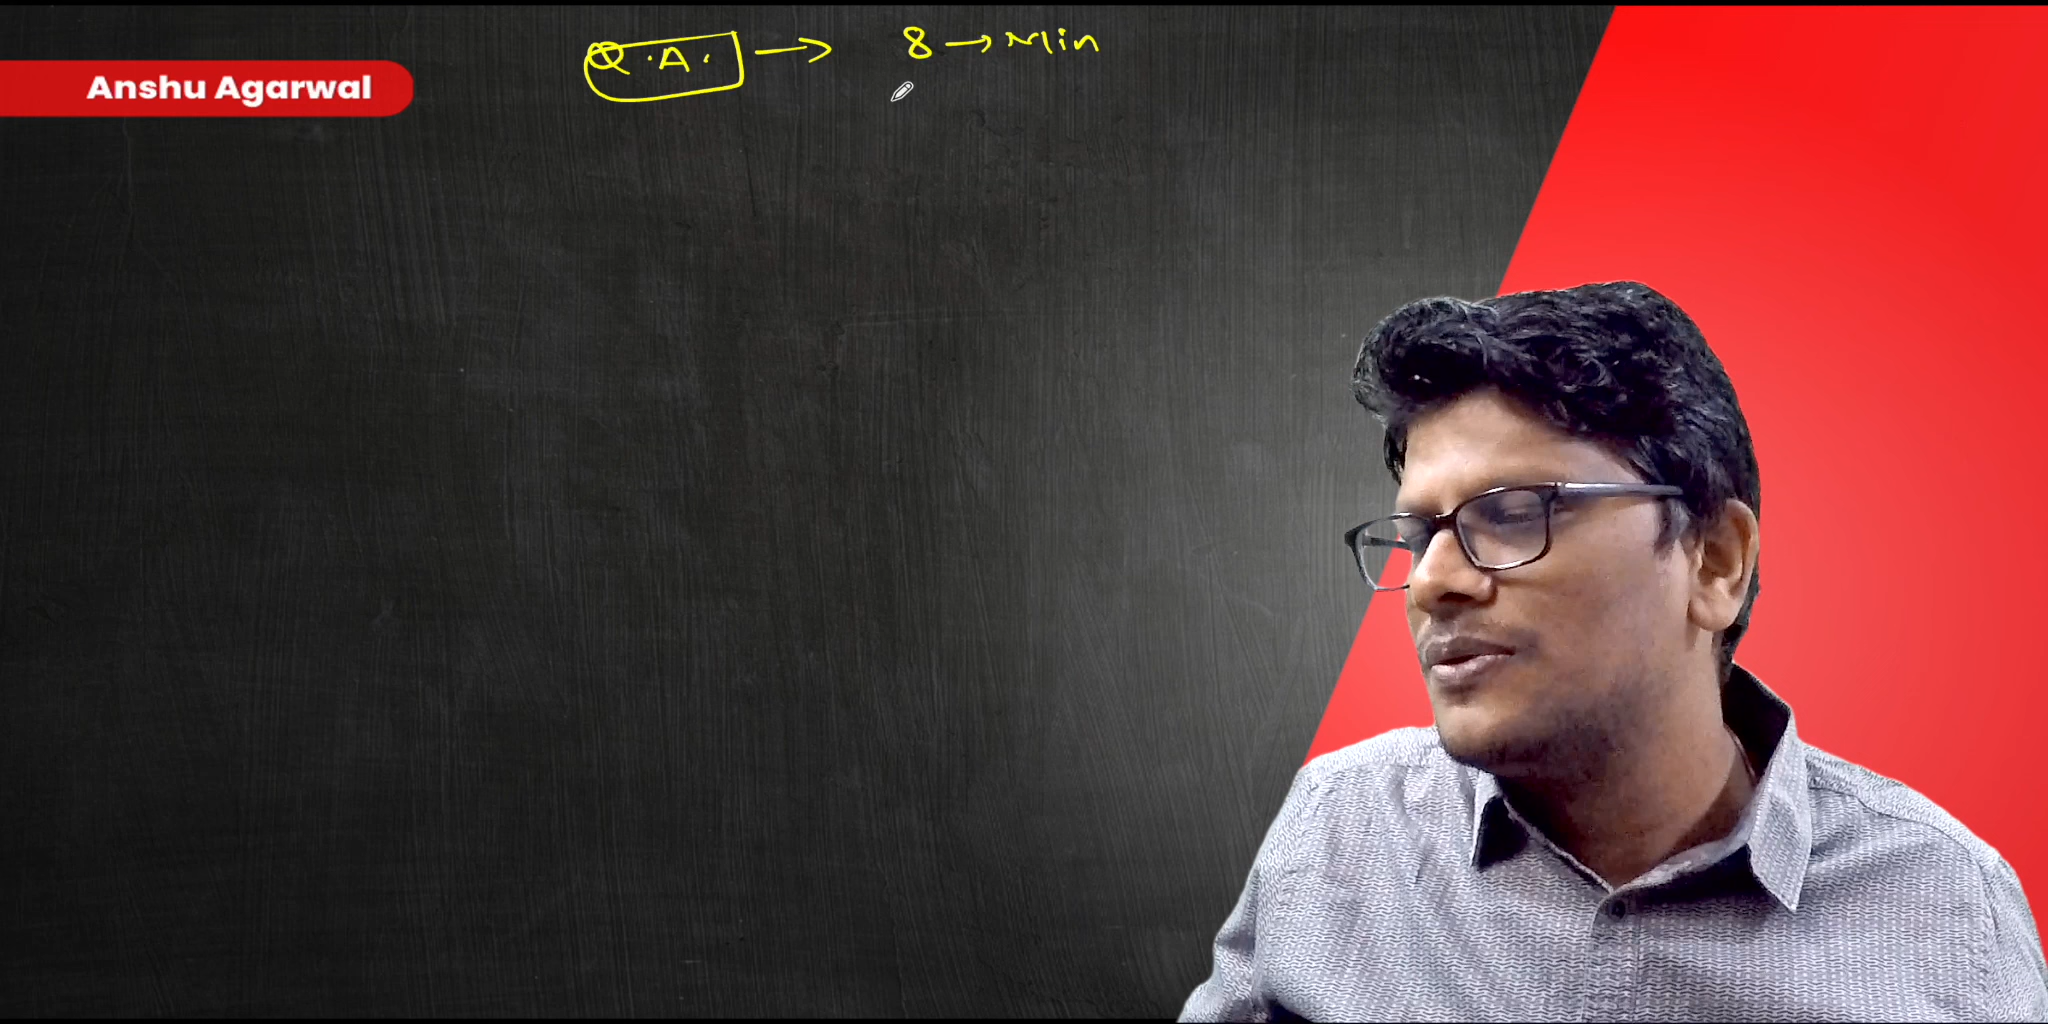 Q.A. → 8 → Min
Anshu Agarwal